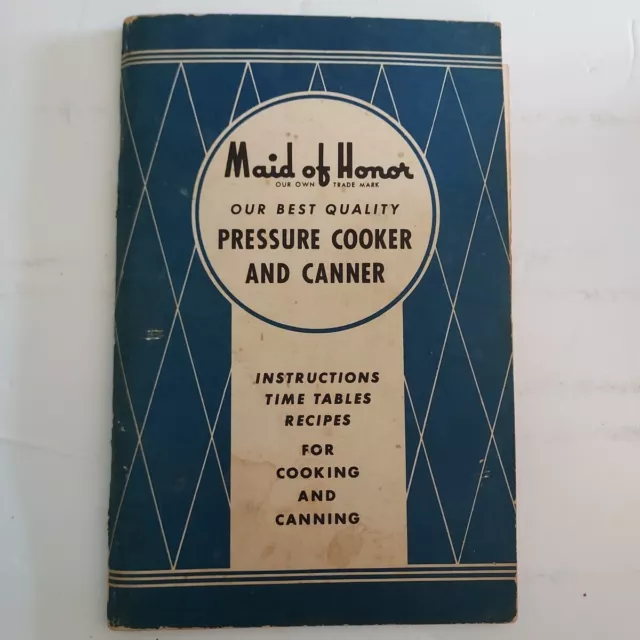 Maid of Honor
OUR OWN TRADE MARK
OUR BEST QUALITY
PRESSURE COOKER
AND CANNER
INSTRUCTIONS
TIME TABLES
RECIPES
FOR
COOKING
AND
CANNING